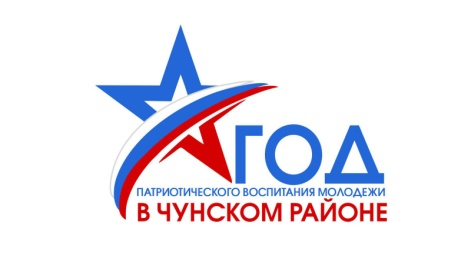 ГОД
ПАТРИОТИЧЕСКОГО ВОСПИТАНИЯ МОЛОДЕЖИ
В ЧУНСКОМ РАЙОНЕ